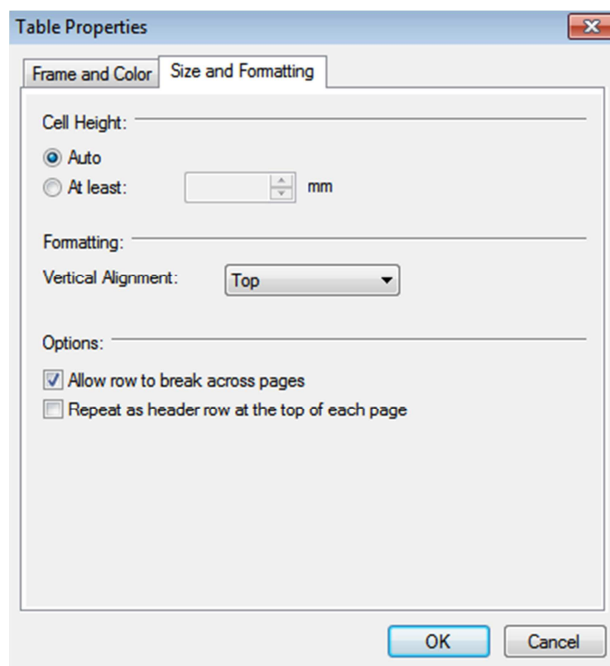 Table Properties
Frame and Color Size and Formatting
Cell Height:
Auto
At least: mm
Formatting:
Vertical Alignment: Top
Options:
Allow row to break across pages
Repeat as header row at the top of each page
OK Cancel